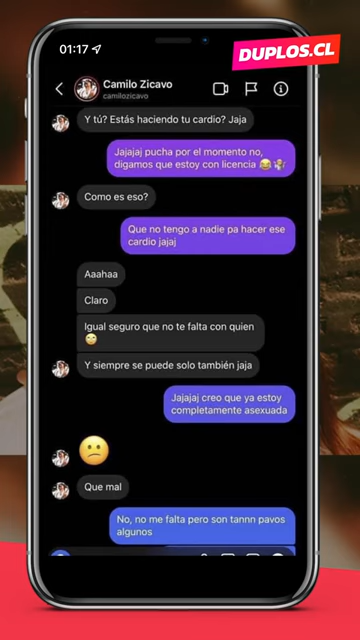 01:17
DUPLOS.CL
Camilo Zicavo
camilozicavo
Y tú? Estás haciendo tu cardio? Jaja
Jajajaj pucha por el momento no,
digamos que estoy con licencia 😂🤷‍♀️
Como es eso?
Que no tengo a nadie pa hacer ese
cardio jajaj
Aaahaa
Claro
Igual seguro que no te falta con quien
🙄
Y siempre se puede solo también jaja
Jajajaj creo que ya estoy
completamente asexuada
😕
Que mal
No, no me falta pero son tannn pavos
algunos